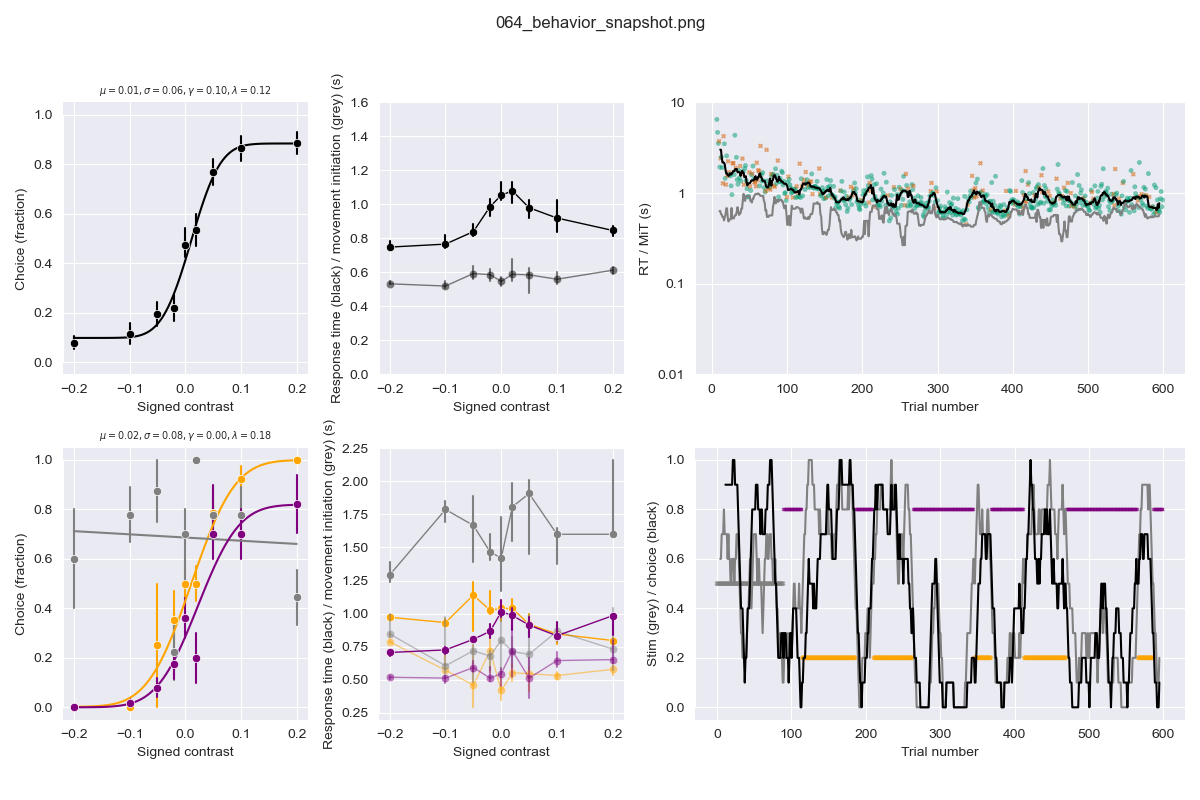 064_behavior_snapshot.png
μ = 0.01, σ = 0.06, γ = 0.10, λ = 0.12
Choice (fraction)
1.0
0.8
0.6
0.4
0.2
0.0
−0.2 −0.1 0.0 0.1 0.2
Signed contrast
Response time (black) / movement initiation (grey) (s)
1.6
1.4
1.2
1.0
0.8
0.6
0.4
0.2
0.0
−0.2 −0.1 0.0 0.1 0.2
Signed contrast
RT / MiT (s)
10
1
0.1
0.01
0 100 200 300 400 500 600
Trial number
μ = 0.02, σ = 0.08, γ = 0.00, λ = 0.18
Choice (fraction)
1.0
0.8
0.6
0.4
0.2
0.0
−0.2 −0.1 0.0 0.1 0.2
Signed contrast
Response time (black) / movement initiation (grey) (s)
2.25
2.00
1.75
1.50
1.25
1.00
0.75
0.50
0.25
−0.2 −0.1 0.0 0.1 0.2
Signed contrast
Stim (grey) / choice (black)
1.0
0.8
0.6
0.4
0.2
0.0
0 100 200 300 400 500 600
Trial number